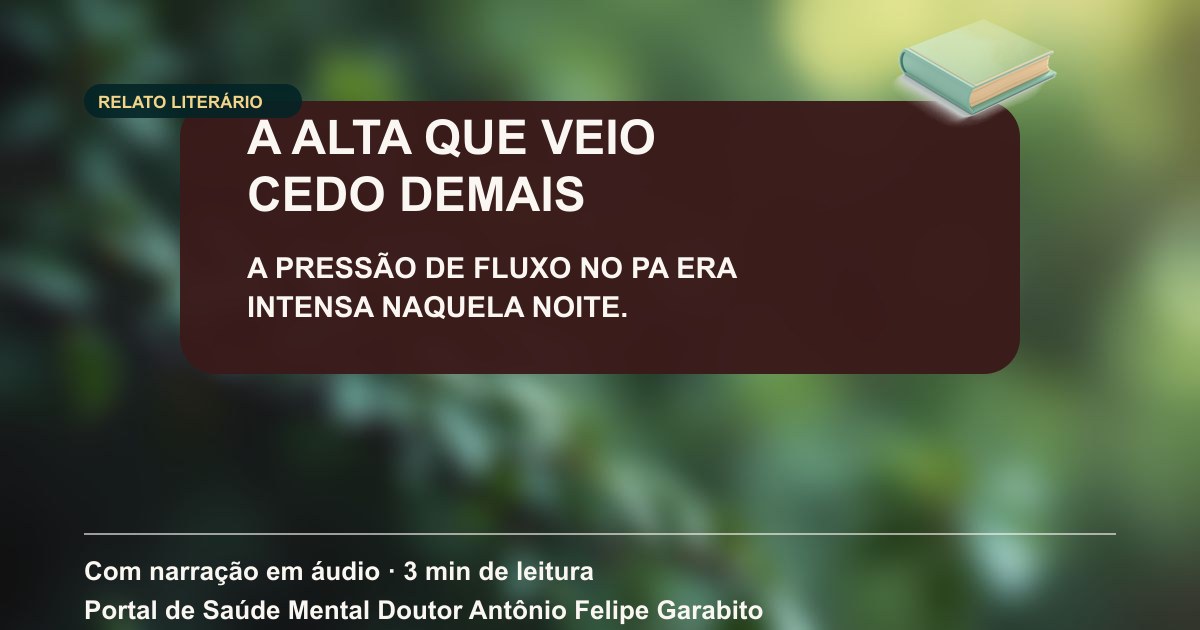 RELATO LITERÁRIO
A ALTA QUE VEIO
CEDO DEMAIS
A PRESSÃO DE FLUXO NO PA ERA
INTENSA NAQUELA NOITE.
Com narração em áudio · 3 min de leitura
Portal de Saúde Mental Doutor Antônio Felipe Garabito